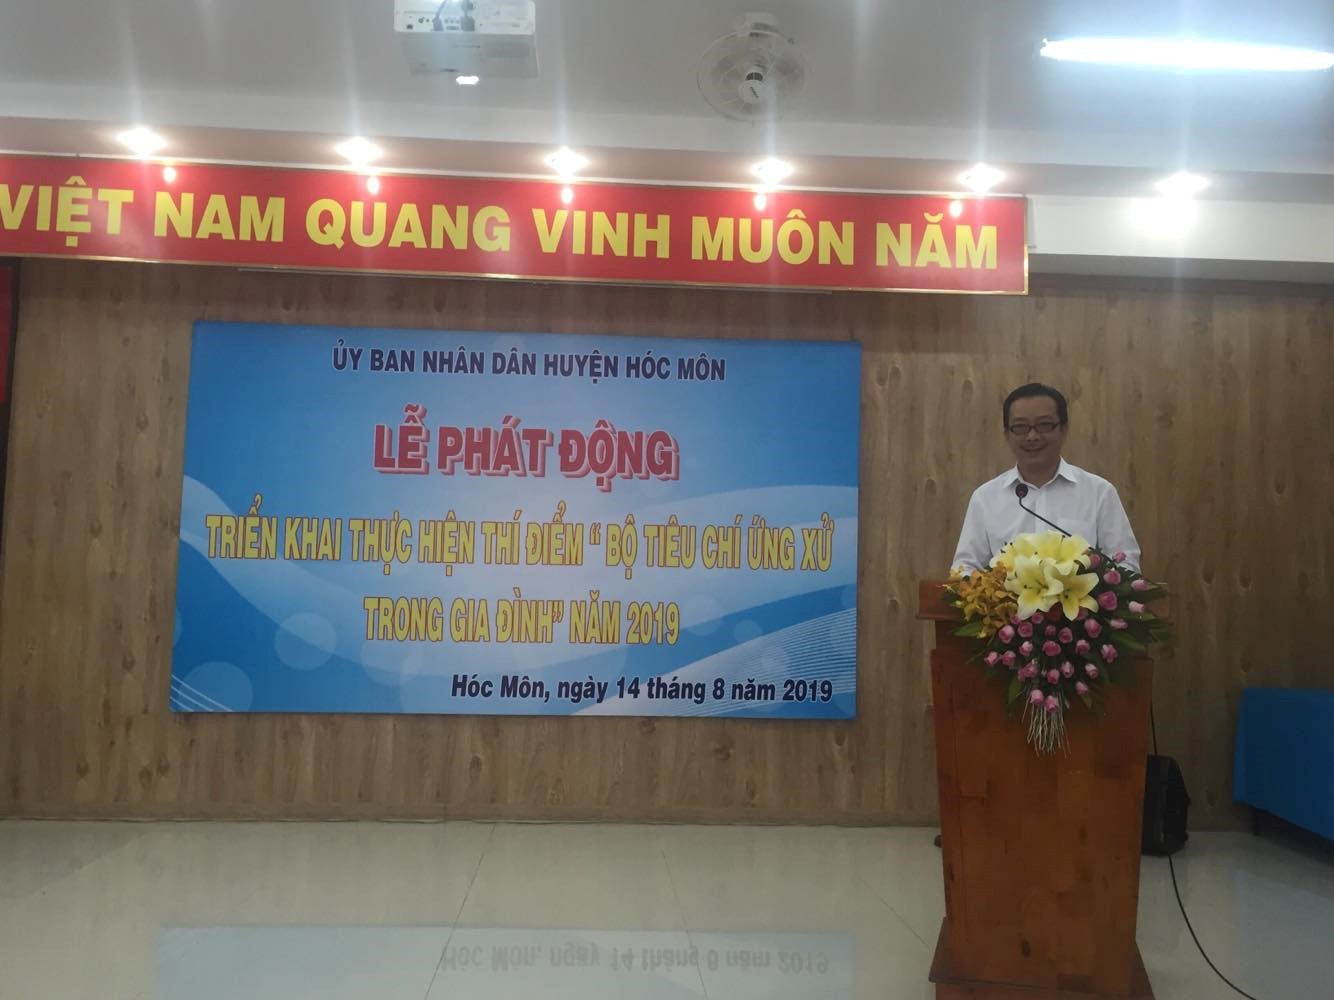 VIỆT NAM QUANG VINH MUÔN NĂM
ỦY BAN NHÂN DÂN HUYỆN HÓC MÔN
LỄ PHÁT ĐỘNG
TRIỂN KHAI THỰC HIỆN THÍ ĐIỂM “ BỘ TIÊU CHÍ ỨNG XỬ
TRONG GIA ĐÌNH” NĂM 2019
Hóc Môn, ngày 14 tháng 8 năm 2019